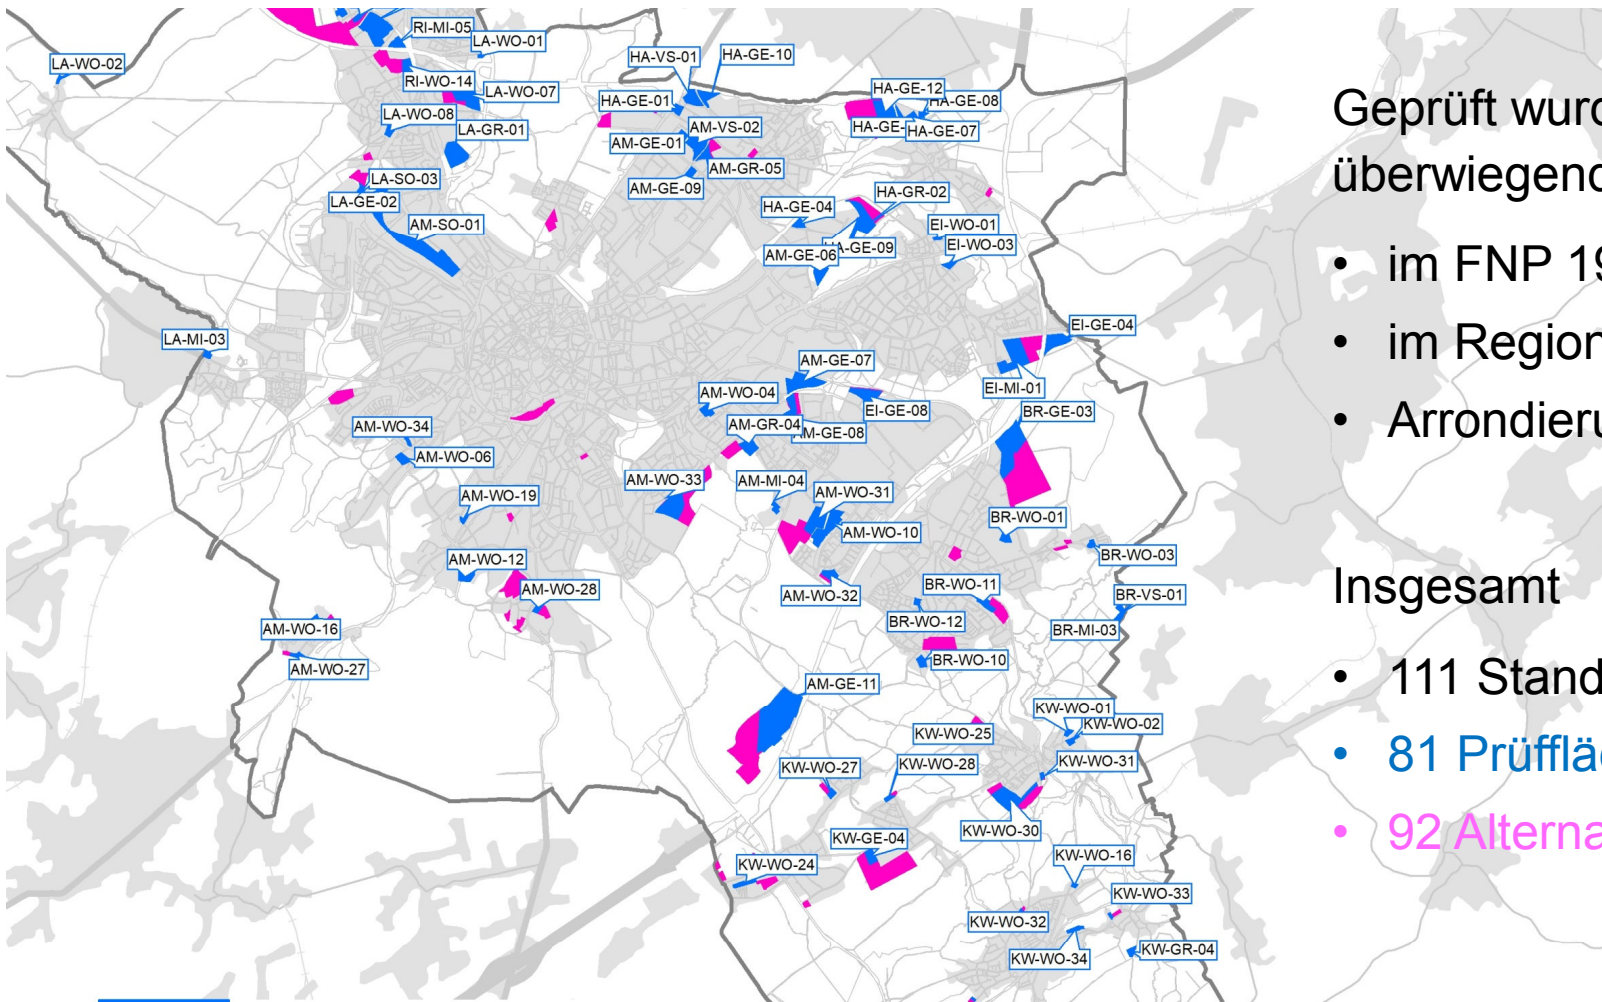 RI-MI-05
LA-WO-01
LA-WO-02
RI-WO-14
LA-WO-07
LA-WO-08
LA-GR-01
LA-SO-03
LA-GE-02
AM-SO-01
LA-MI-03
HA-VS-01
HA-GE-10
HA-GE-01
AM-VS-02
AM-GE-01
AM-GR-05
AM-GE-09
HA-GE-12
HA-GE-08
HA-GE-
HA-GE-07
HA-GR-02
HA-GE-04
HA-GE-09
AM-GE-06
EI-WO-01
EI-WO-03
EI-GE-04
EI-MI-01
AM-GE-07
AM-WO-04
EI-GE-08
AM-GR-04
AM-GE-08
BR-GE-03
AM-WO-34
AM-WO-06
AM-WO-19
AM-WO-33
AM-MI-04
AM-WO-31
AM-WO-10
BR-WO-01
BR-WO-03
AM-WO-12
AM-WO-28
AM-WO-32
BR-WO-11
BR-WO-12
BR-VS-01
BR-MI-03
AM-WO-16
AM-WO-27
BR-WO-10
AM-GE-11
KW-WO-01
KW-WO-02
KW-WO-25
KW-WO-27
KW-WO-28
KW-WO-31
KW-WO-30
KW-GE-04
KW-WO-24
KW-WO-16
KW-WO-33
KW-WO-32
KW-WO-34
KW-GR-04
Geprüft wurd
überwiegend
• im FNP 19
• im Region
• Arrondieru
Insgesamt
• 111 Stand
• 81 Prüfflä
• 92 Alterna